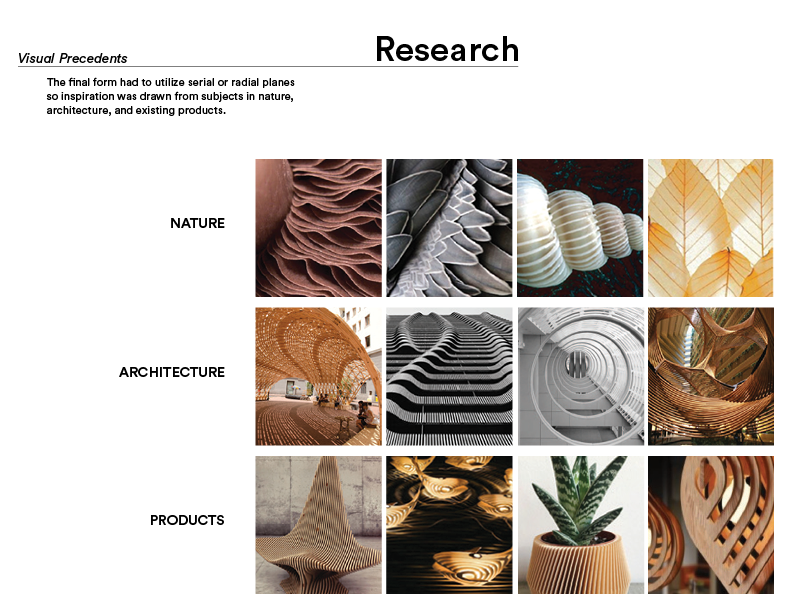 Research
Visual Precedents
The final form had to utilize serial or radial planes
so inspiration was drawn from subjects in nature,
architecture, and existing products.
NATURE
ARCHITECTURE
PRODUCTS